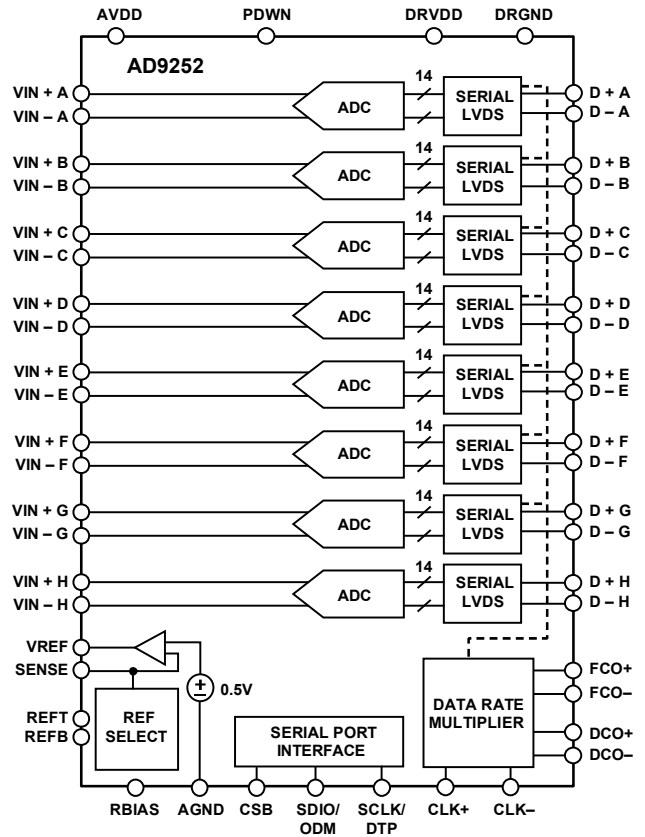 AVDD PDWN DRVDD DRGND
AD9252
VIN + A
VIN – A
ADC
14
SERIAL
LVDS
D + A
D – A
VIN + B
VIN – B
ADC
14
SERIAL
LVDS
D + B
D – B
VIN + C
VIN – C
ADC
14
SERIAL
LVDS
D + C
D – C
VIN + D
VIN – D
ADC
14
SERIAL
LVDS
D + D
D – D
VIN + E
VIN – E
ADC
14
SERIAL
LVDS
D + E
D – E
VIN + F
VIN – F
ADC
14
SERIAL
LVDS
D + F
D – F
VIN + G
VIN – G
ADC
14
SERIAL
LVDS
D + G
D – G
VIN + H
VIN – H
ADC
14
SERIAL
LVDS
D + H
D – H
VREF
SENSE
+
–
0.5V
REFT
REFB
REF
SELECT
SERIAL PORT
INTERFACE
DATA RATE
MULTIPLIER
FCO+
FCO–
DCO+
DCO–
RBIAS
AGND
CSB
SDIO/
ODM
SCLK/
DTP
CLK+
CLK–